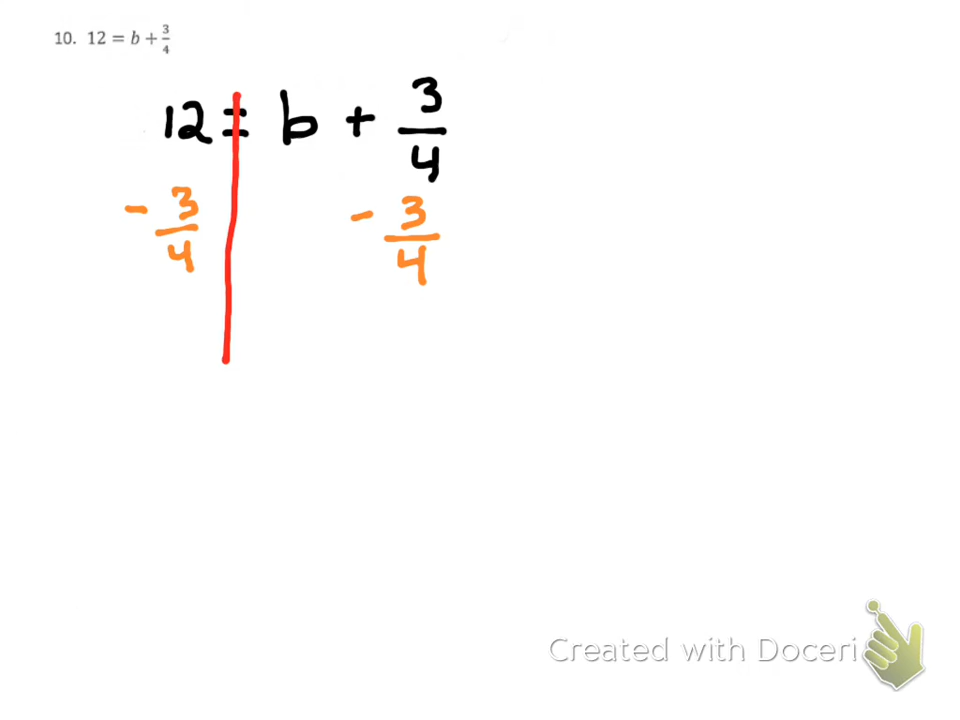 10. 12 = b + 3/4
12 = b + 3/4
- 3/4 - 3/4
Created with Doceri